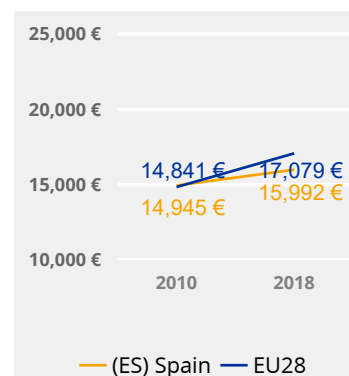 25,000 €
20,000 €
14,841 € 17,079 €
15,000 €
14,945 € 15,992 €
10,000 €
2010 2018
(ES) Spain EU28